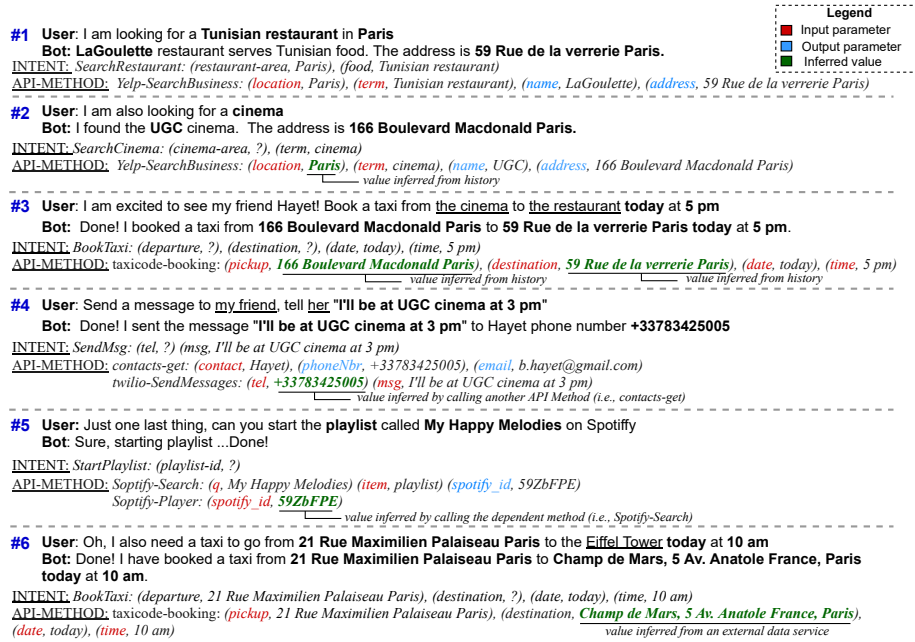 Legend
Input parameter
Output parameter
Inferred value
#1 User: I am looking for a Tunisian restaurant in Paris
Bot: LaGoulette restaurant serves Tunisian food. The address is 59 Rue de la verrerie Paris.
INTENT: SearchRestaurant: (restaurant-area, Paris), (food, Tunisian restaurant)
API-METHOD: Yelp-SearchBusiness: (location, Paris), (term, Tunisian restaurant), (name, LaGoulette), (address, 59 Rue de la verrerie Paris)
#2 User: I am also looking for a cinema
Bot: I found the UGC cinema. The address is 166 Boulevard Macdonald Paris.
INTENT: SearchCinema: (cinema-area, ?), (term, cinema)
API-METHOD: Yelp-SearchBusiness: (location, Paris), (term, cinema), (name, UGC), (address, 166 Boulevard Macdonald Paris)
value inferred from history
#3 User: I am excited to see my friend Hayet! Book a taxi from the cinema to the restaurant today at 5 pm
Bot: Done! I booked a taxi from 166 Boulevard Macdonald Paris to 59 Rue de la verrerie Paris today at 5 pm.
INTENT: BookTaxi: (departure, ?), (destination, ?), (date, today), (time, 5 pm)
API-METHOD: taxicode-booking: (pickup, 166 Boulevard Macdonald Paris), (destination, 59 Rue de la verrerie Paris), (date, today), (time, 5 pm)
value inferred from history value inferred from history
#4 User: Send a message to my friend, tell her "I'll be at UGC cinema at 3 pm"
Bot: Done! I sent the message "I'll be at UGC cinema at 3 pm" to Hayet phone number +33783425005
INTENT: SendMsg: (tel, ?) (msg, I'll be at UGC cinema at 3 pm)
API-METHOD: contacts-get: (contact, Hayet), (phoneNbr, +33783425005), (email, b.hayet@gmail.com)
twilio-SendMessages: (tel, +33783425005) (msg, I'll be at UGC cinema at 3 pm)
value inferred by calling another API Method (i.e., contacts-get)
#5 User: Just one last thing, can you start the playlist called My Happy Melodies on Spotiffy
Bot: Sure, starting playlist ...Done!
INTENT: StartPlaylist: (playlist-id, ?)
API-METHOD: Soptify-Search: (q, My Happy Melodies) (item, playlist) (spotify_id, 59ZbFPE)
Soptify-Player: (spotify_id, 59ZbFPE)
value inferred by calling the dependent method (i.e., Spotify-Search)
#6 User: Oh, I also need a taxi to go from 21 Rue Maximilien Palaiseau Paris to the Eiffel Tower today at 10 am
Bot: Done! I have booked a taxi from 21 Rue Maximilien Palaiseau Paris to Champ de Mars, 5 Av. Anatole France, Paris
today at 10 am.
INTENT: BookTaxi: (departure, 21 Rue Maximilien Palaiseau Paris), (destination, ?), (date, today), (time, 10 am)
API-METHOD: taxicode-booking: (pickup, 21 Rue Maximilien Palaiseau Paris), (destination, Champ de Mars, 5 Av. Anatole France, Paris),
(date, today), (time, 10 am)
value inferred from an external data service